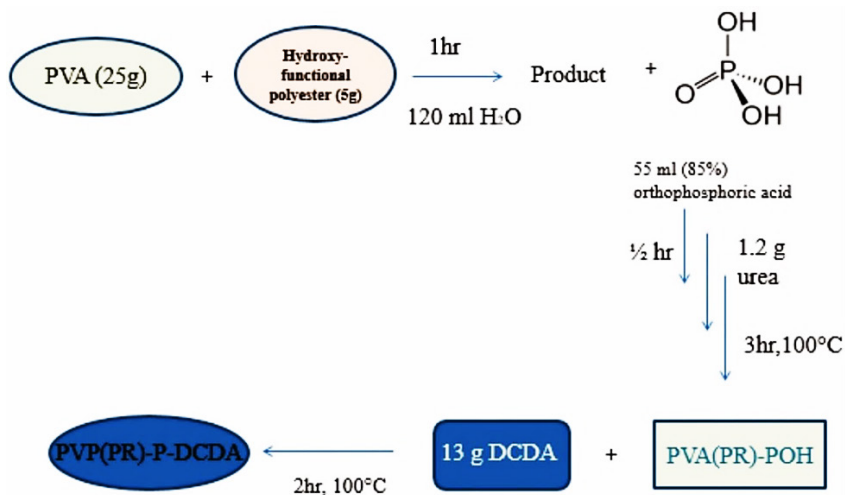 PVA (25g)
+
Hydroxy-
functional
polyester (5g)
1hr
120 ml H₂O
Product
+
OH
P
O
OH
OH
55 ml (85%)
orthophosphoric acid
½ hr
1.2 g
urea
3hr,100°C
PVP(PR)-P-DCDA
2hr, 100°C
13 g DCDA
+
PVA(PR)-POH